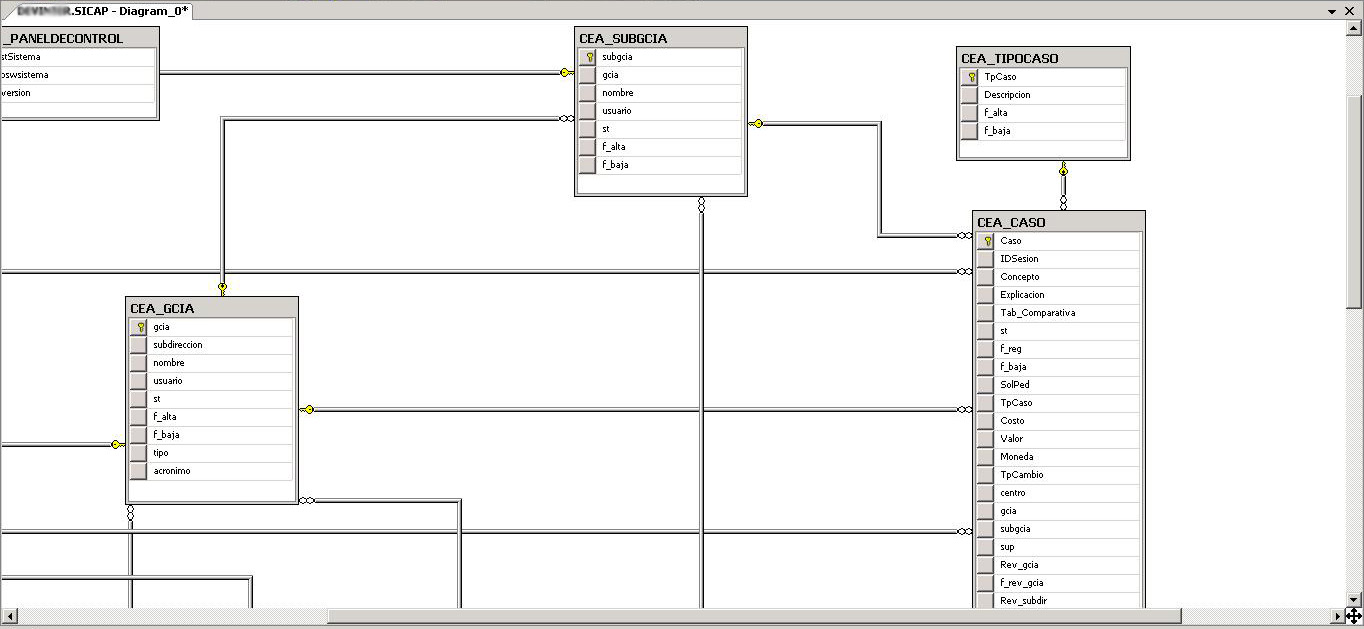 .SICAP - Diagram_0*
_PANELDECONTROL
stSistema
oswsistema
version
CEA_SUBGCIA
subgcia
gcia
nombre
usuario
st
f_alta
f_baja
CEA_TIPOCASO
TpCaso
Descripcion
f_alta
f_baja
CEA_GCIA
gcia
subdireccion
nombre
usuario
st
f_alta
f_baja
tipo
acronimo
CEA_CASO
Caso
IDSesion
Concepto
Explicacion
Tab_Comparativa
st
f_reg
f_baja
SolPed
TpCaso
Costo
Valor
Moneda
TpCambio
centro
gcia
subgcia
sup
Rev_gcia
f_rev_gcia
Rev_subdir